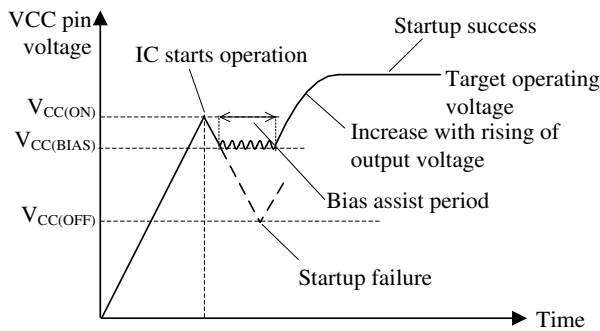 VCC pin
voltage
Startup success
IC starts operation
Target operating
voltage
VCC(ON)
Increase with rising of
output voltage
VCC(BIAS)
Bias assist period
VCC(OFF)
Startup failure
Time